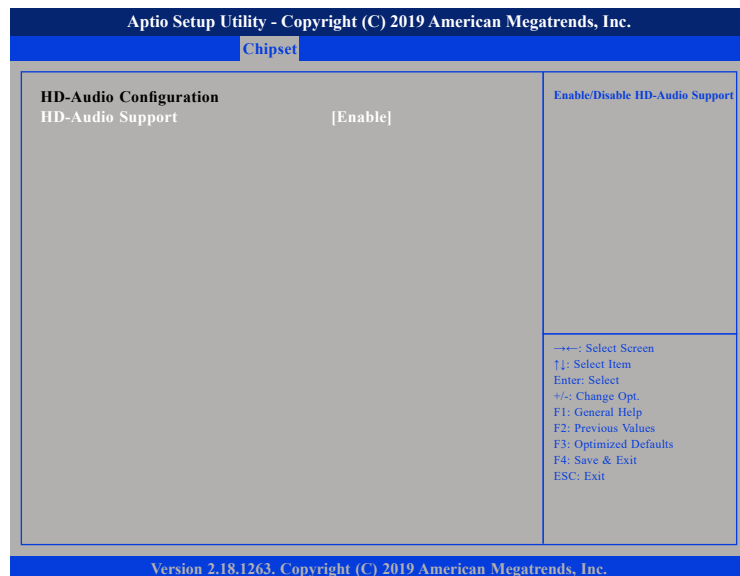 Aptio Setup Utility - Copyright (C) 2019 American Megatrends, Inc.
Chipset
HD-Audio Configuration
HD-Audio Support [Enable]
Enable/Disable HD-Audio Support
→←: Select Screen
↑↓: Select Item
Enter: Select
+/-: Change Opt.
F1: General Help
F2: Previous Values
F3: Optimized Defaults
F4: Save & Exit
ESC: Exit
Version 2.18.1263. Copyright (C) 2019 American Megatrends, Inc.